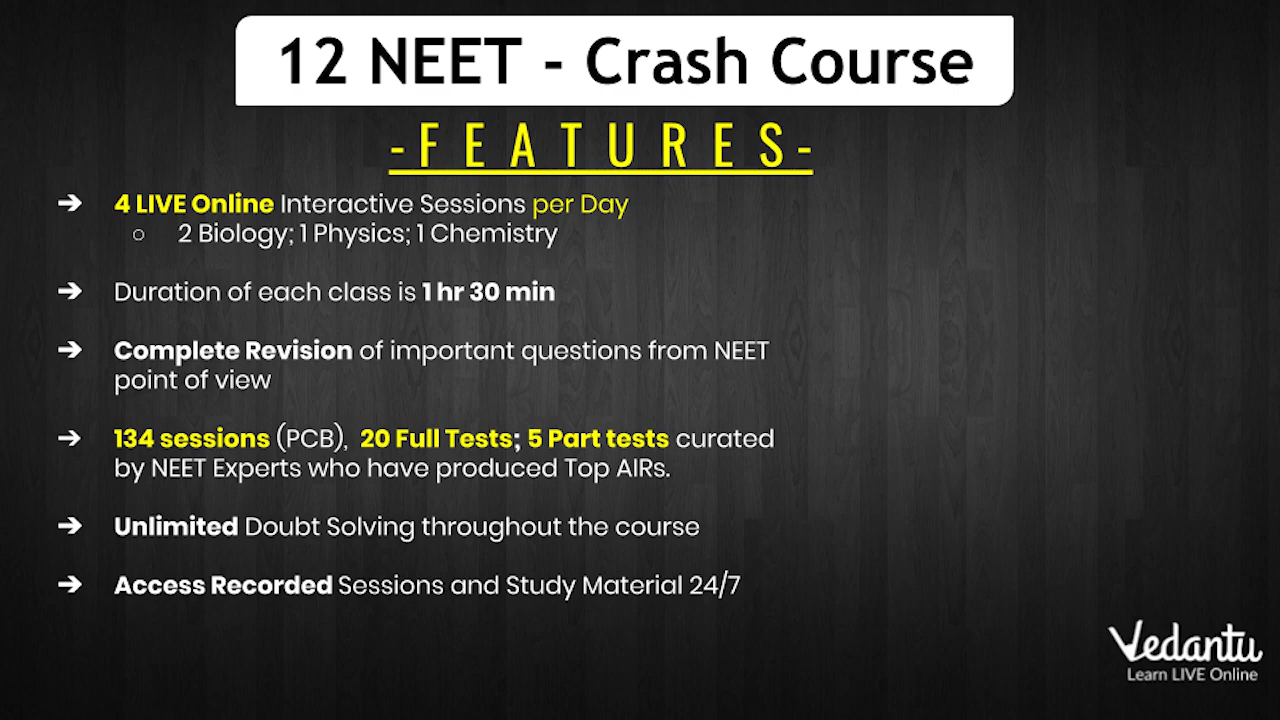 12 NEET - Crash Course
-FEATURES-
➔ 4 LIVE Online Interactive Sessions per Day
○ 2 Biology; 1 Physics; 1 Chemistry
➔ Duration of each class is 1 hr 30 min
➔ Complete Revision of important questions from NEET
point of view
➔ 134 sessions (PCB), 20 Full Tests; 5 Part tests curated
by NEET Experts who have produced Top AIRs.
➔ Unlimited Doubt Solving throughout the course
➔ Access Recorded Sessions and Study Material 24/7
Vedantu
Learn LIVE Online